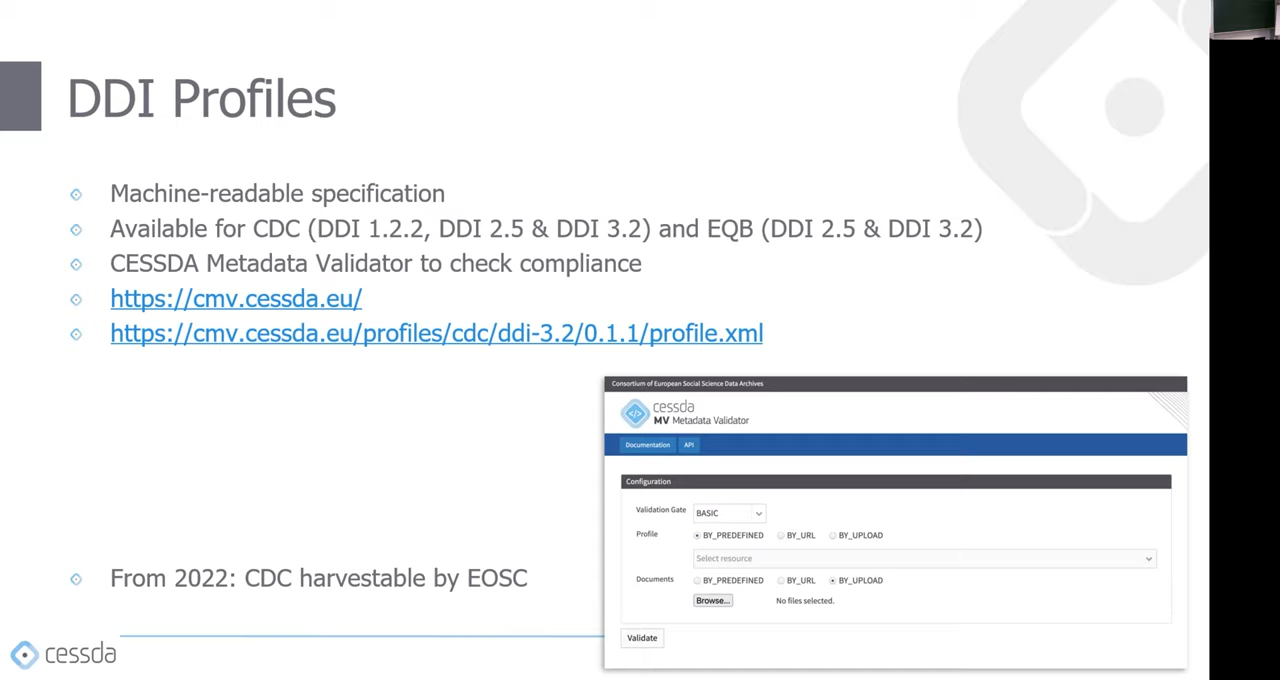 DDI Profiles
Machine-readable specification
Available for CDC (DDI 1.2.2, DDI 2.5 & DDI 3.2) and EQB (DDI 2.5 & DDI 3.2)
CESSDA Metadata Validator to check compliance
https://cmv.cessda.eu/
https://cmv.cessda.eu/profiles/cdc/ddi-3.2/0.1.1/profile.xml
Consortium of European Social Science Data Archives
cessda
MV Metadata Validator
Documentation API
Configuration
Validation Gate BASIC
Profile BY_PREDEFINED BY_URL BY_UPLOAD
Select resource
Documents BY_PREDEFINED BY_URL BY_UPLOAD
Browse... No files selected.
Validate
From 2022: CDC harvestable by EOSC
cessda